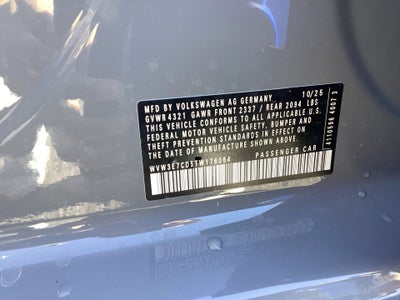 MFD BY VOLKSWAGEN AG GERMANY 10/25
GVWR 4321 GAWR FRONT 2337 / REAR 2094 LBS
THIS VEHICLE CONFORMS TO ALL APPLICABLE U.S.
FEDERAL MOTOR VEHICLE SAFETY, BUMPER AND
THEFT PREVENTION STANDARDS IN EFFECT ON
THE DATE OF MANUFACTURE SHOWN ABOVE.
PASSENGER CAR